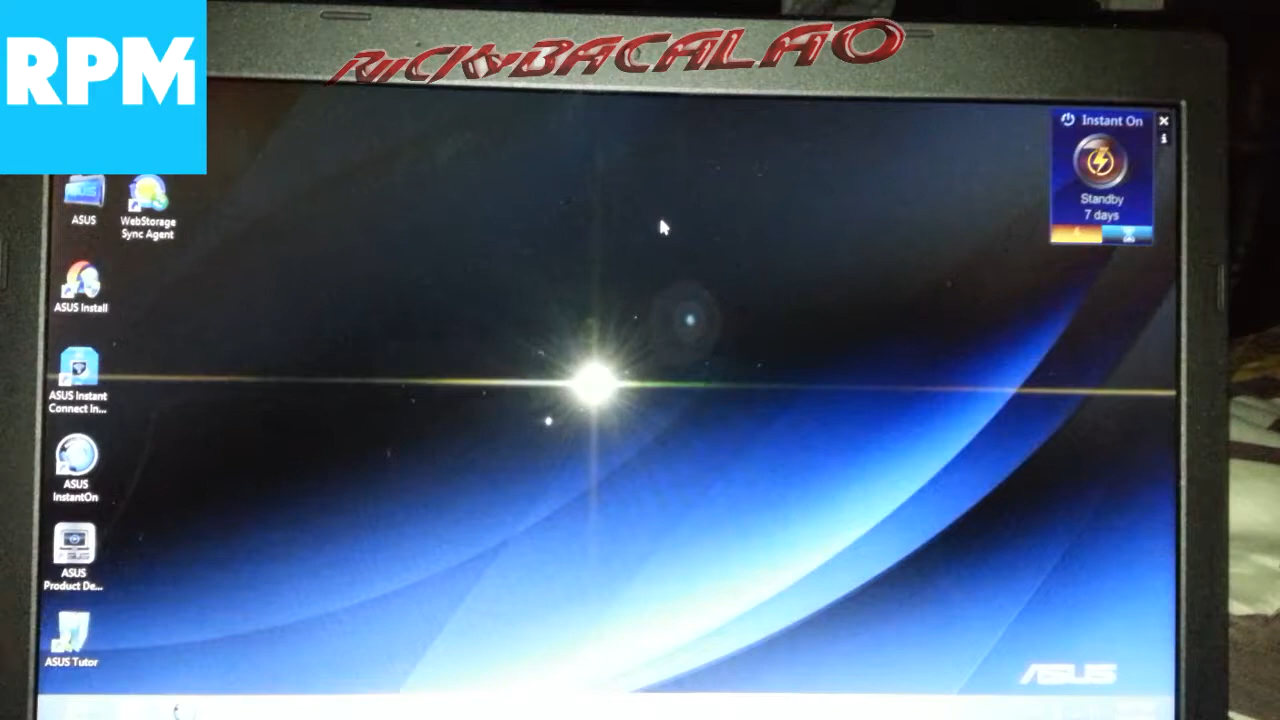 RPM
RICKyBACALAO
Instant On
Standby
7 days
ASUS
WebStorage
Sync Agent
ASUS Install
ASUS Instant
Connect In...
ASUS
InstantOn
ASUS
Product De...
ASUS Tutor
ASUS